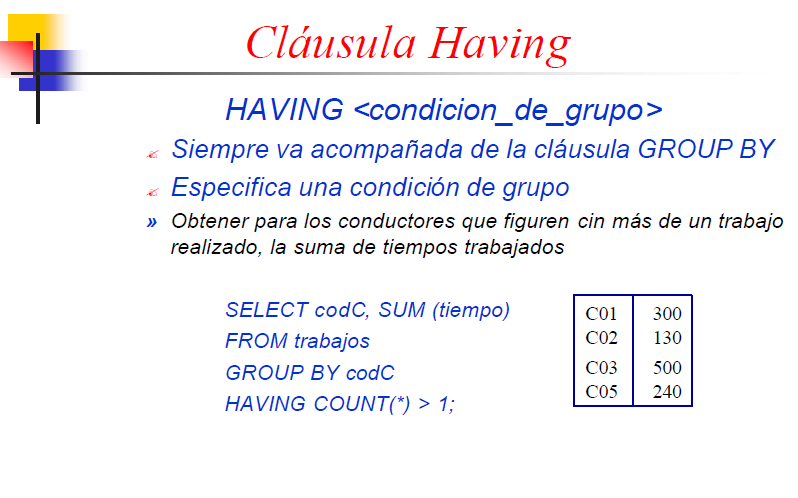 Cláusula Having
HAVING <condicion_de_grupo>
Siempre va acompañada de la cláusula GROUP BY
Especifica una condición de grupo
» Obtener para los conductores que figuren cin más de un trabajo
realizado, la suma de tiempos trabajados
SELECT codC, SUM (tiempo)
FROM trabajos
GROUP BY codC
HAVING COUNT(*) > 1;
C01 300
C02 130
C03 500
C05 240